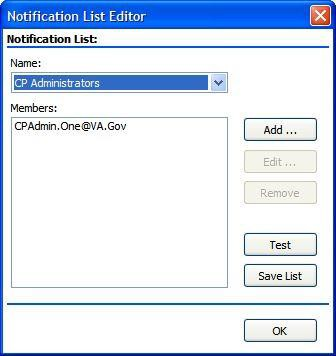 Notification List Editor
Notification List:
Name:
CP Administrators
Members:
CPAdmin.One@VA.Gov
Add ...
Edit ...
Remove
Test
Save List
OK